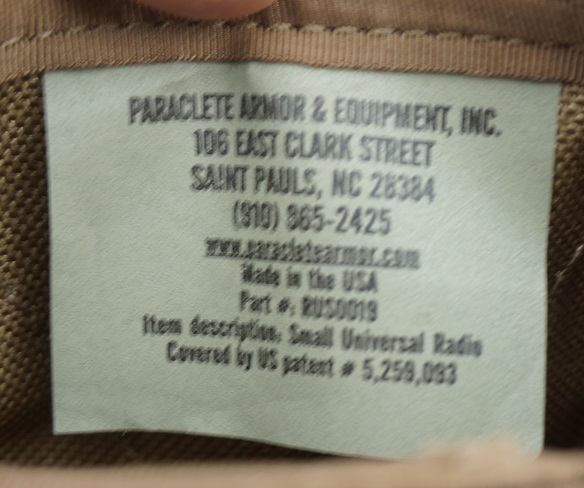 PARACLETE ARMOR & EQUIPMENT, INC.
106 EAST CLARK STREET
SAINT PAULS, NC 28384
(910) 865-2425
www.paracletearmor.com
Made in the USA
Part #: RUS0019
Item description: Small Universal Radio
Covered by US patent # 5,259,093